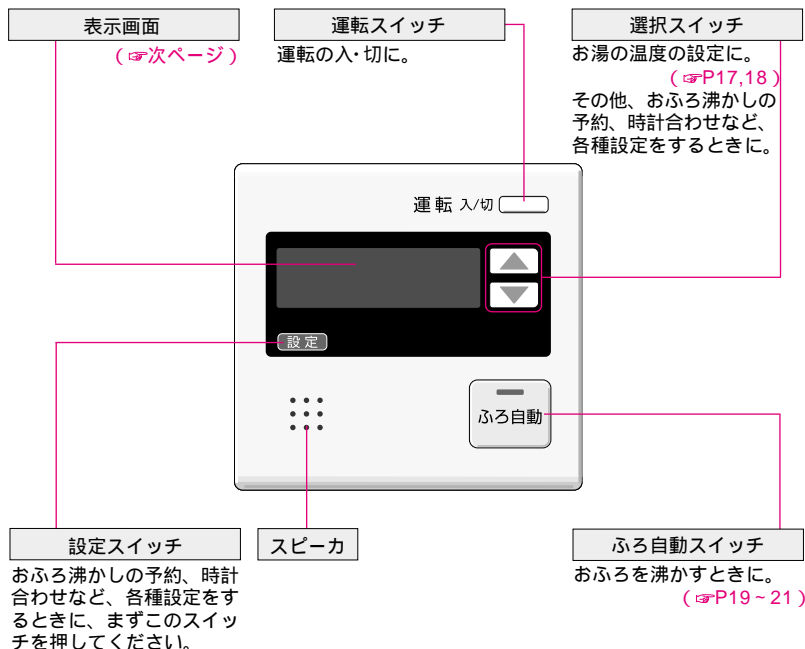 表示画面
(☞次ページ)
運転スイッチ
運転の入・切に。
選択スイッチ
お湯の温度の設定に。
(☞P17,18)
その他、おふろ沸かしの
予約、時計合わせなど、
各種設定をするときに。
運転 入/切
設定
ふろ自動
設定スイッチ
おふろ沸かしの予約、時計
合わせなど、各種設定をす
るときに、まずこのスイッ
チを押してください。
スピーカ
ふろ自動スイッチ
おふろを沸かすときに。
(☞P19~21)